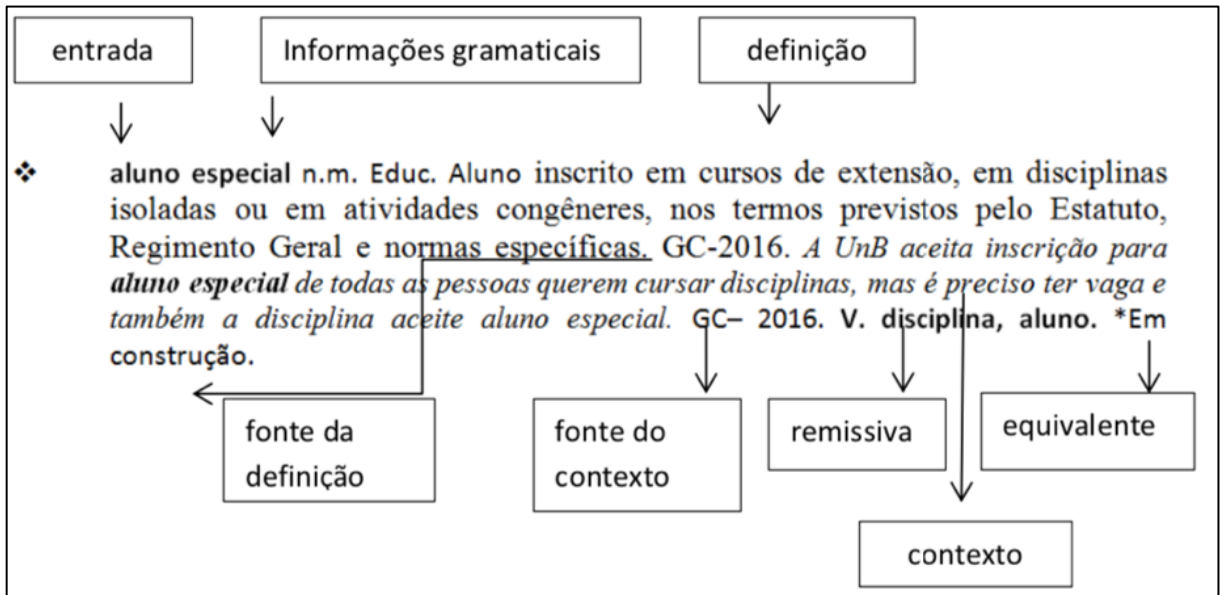 entrada
Informações gramaticais
definição
❖ aluno especial n.m. Educ. Aluno inscrito em cursos de extensão, em disciplinas
isoladas ou em atividades congêneres, nos termos previstos pelo Estatuto,
Regimento Geral e normas específicas. GC-2016. A UnB aceita inscrição para
aluno especial de todas as pessoas querem cursar disciplinas, mas é preciso ter vaga e
também a disciplina aceite aluno especial. GC– 2016. V. disciplina, aluno. *Em
construção.
fonte da
definição
fonte do
contexto
remissiva
equivalente
contexto